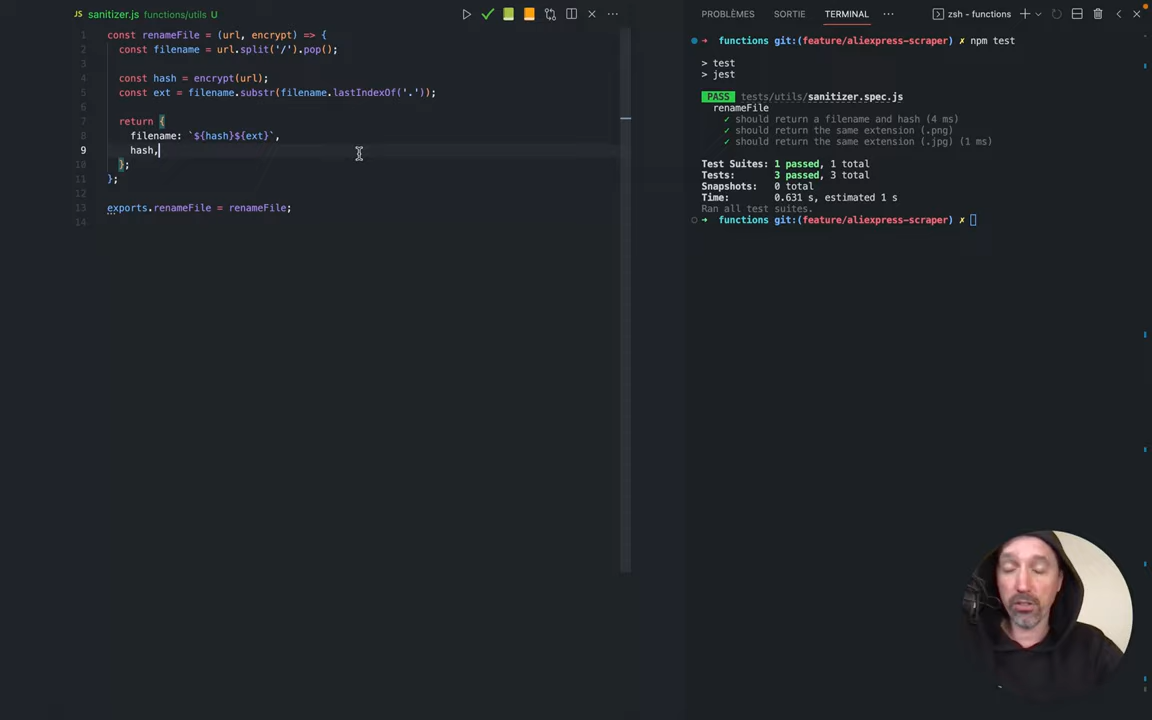 JS sanitizer.js functions/utils U
1 const renameFile = (url, encrypt) => {
2 const filename = url.split('/').pop();
3
4 const hash = encrypt(url);
5 const ext = filename.substr(filename.lastIndexOf('.'));
6
7 return {
8 filename: `${hash}${ext}`,
9 hash,
10 };
11 };
12
13 exports.renameFile = renameFile;
14
PROBLÈMES SORTIE TERMINAL ··· zsh - functions
→ functions git:(feature/aliexpress-scraper) ✗ npm test
> test
> jest
PASS tests/utils/sanitizer.spec.js
renameFile
✓ should return a filename and hash (4 ms)
✓ should return the same extension (.png)
✓ should return the same extension (.jpg) (1 ms)
Test Suites: 1 passed, 1 total
Tests: 3 passed, 3 total
Snapshots: 0 total
Time: 0.631 s, estimated 1 s
Ran all test suites.
→ functions git:(feature/aliexpress-scraper) ✗